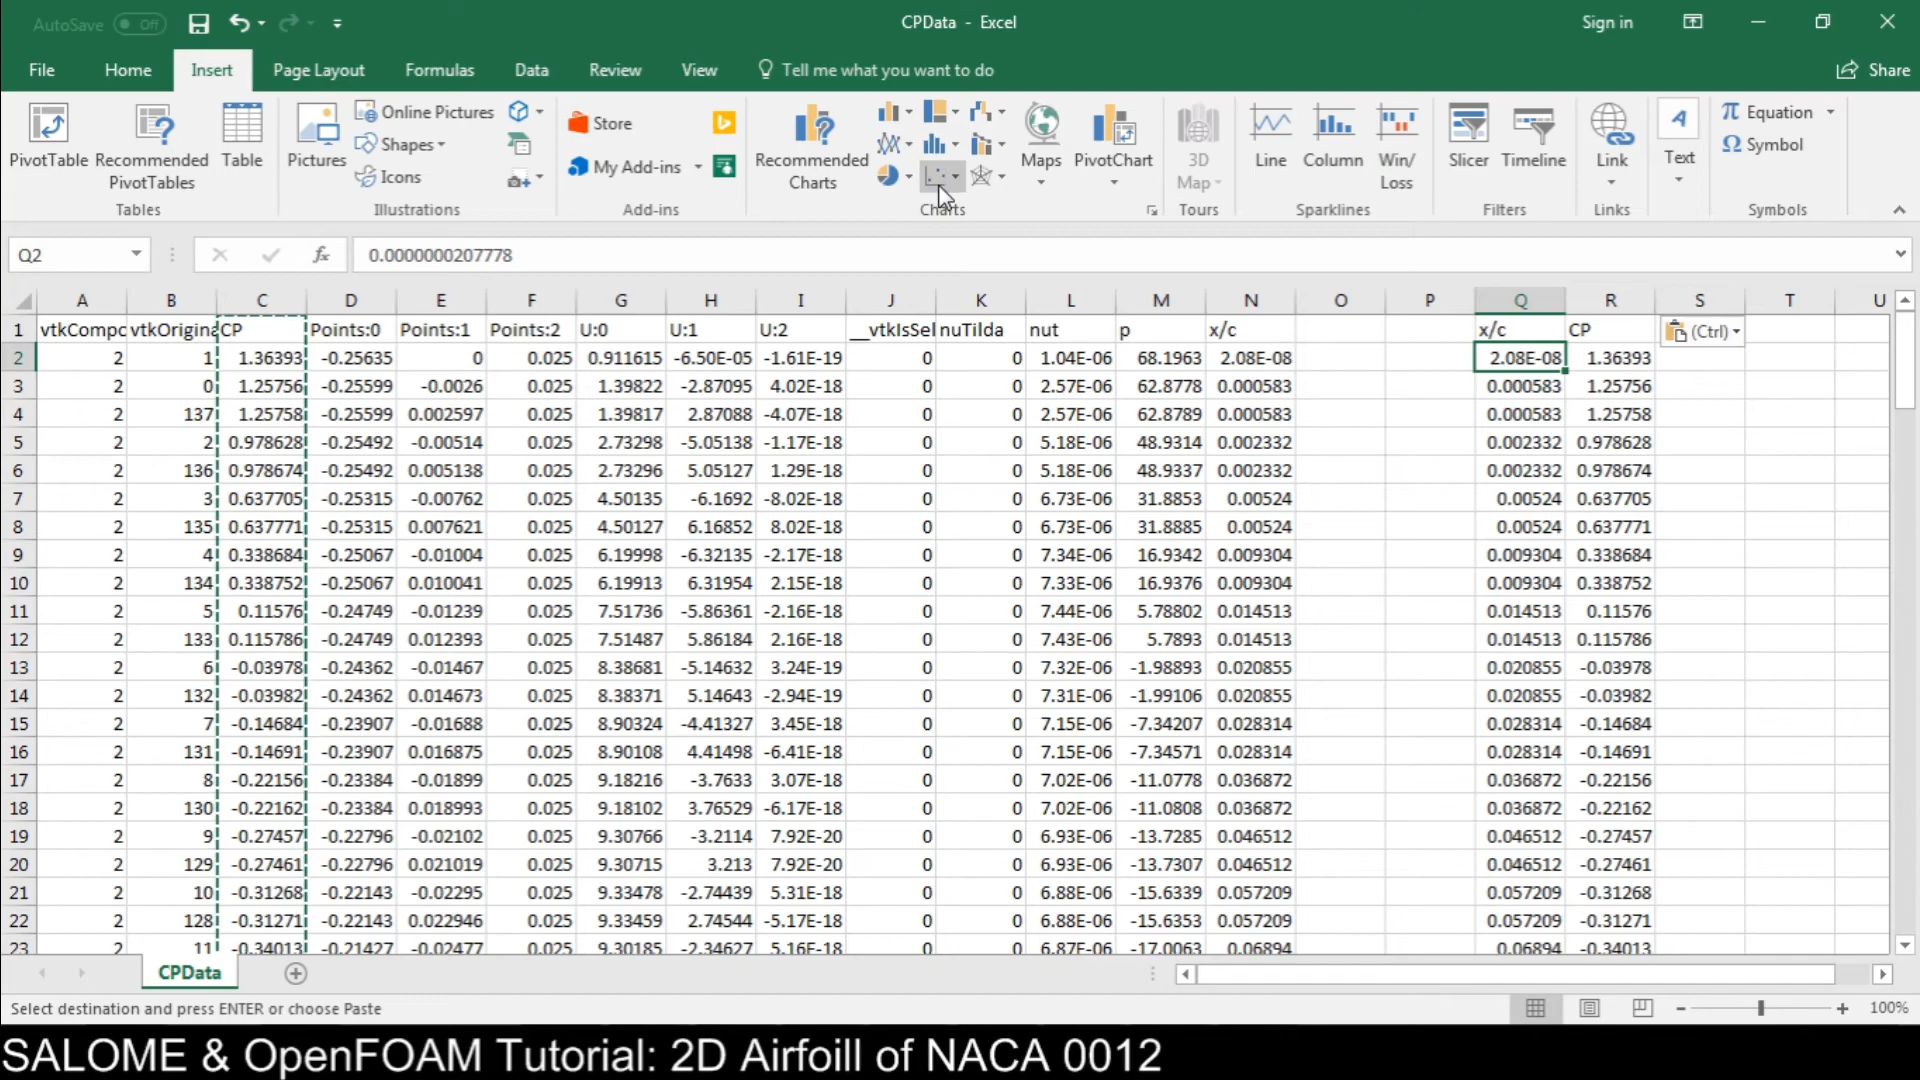 AutoSave Off
CPData - Excel
Sign in
File Home Insert Page Layout Formulas Data Review View Tell me what you want to do Share
PivotTable Recommended PivotTables Table
Pictures Online Pictures Shapes Icons
Store My Add-ins
Recommended Charts Maps PivotChart
3D Map
Line Column Win/Loss
Slicer Timeline
Link
Text
Equation Symbol
Tables Illustrations Add-ins Charts Tours Sparklines Filters Links Symbols
Q2 fx 0.0000000207778
A B C D E F G H I J K L M N O P Q R S T U
1 vtkCompo vtkOrigina CP Points:0 Points:1 Points:2 U:0 U:1 U:2 __vtkIsSel nuTilda nut p x/c x/c CP (Ctrl)
2 2 1 1.36393 -0.25635 0 0.025 0.911615 -6.50E-05 -1.61E-19 0 0 1.04E-06 68.1963 2.08E-08 2.08E-08 1.36393
3 2 0 1.25756 -0.25599 -0.0026 0.025 1.39822 -2.87095 4.02E-18 0 0 2.57E-06 62.8778 0.000583 0.000583 1.25756
4 2 137 1.25758 -0.25599 0.002597 0.025 1.39817 2.87088 -4.07E-18 0 0 2.57E-06 62.8789 0.000583 0.000583 1.25758
5 2 2 0.978628 -0.25492 -0.00514 0.025 2.73298 -5.05138 -1.17E-18 0 0 5.18E-06 48.9314 0.002332 0.002332 0.978628
6 2 136 0.978674 -0.25492 0.005138 0.025 2.73296 5.05127 1.29E-18 0 0 5.18E-06 48.9337 0.002332 0.002332 0.978674
7 2 3 0.637705 -0.25315 -0.00762 0.025 4.50135 -6.1692 -8.02E-18 0 0 6.73E-06 31.8853 0.00524 0.00524 0.637705
8 2 135 0.637771 -0.25315 0.007621 0.025 4.50127 6.16852 8.02E-18 0 0 6.73E-06 31.8885 0.00524 0.00524 0.637771
9 2 4 0.338684 -0.25067 -0.01004 0.025 6.19998 -6.32135 -2.17E-18 0 0 7.34E-06 16.9342 0.009304 0.009304 0.338684
10 2 134 0.338752 -0.25067 0.010041 0.025 6.19913 6.31954 2.15E-18 0 0 7.33E-06 16.9376 0.009304 0.009304 0.338752
11 2 5 0.11576 -0.24749 -0.01239 0.025 7.51736 -5.86361 -2.16E-18 0 0 7.44E-06 5.78802 0.014513 0.014513 0.11576
12 2 133 0.115786 -0.24749 0.012393 0.025 7.51487 5.86184 2.16E-18 0 0 7.43E-06 5.7893 0.014513 0.014513 0.115786
13 2 6 -0.03978 -0.24362 -0.01467 0.025 8.38681 -5.14632 3.24E-19 0 0 7.32E-06 -1.98893 0.020855 0.020855 -0.03978
14 2 132 -0.03982 -0.24362 0.014673 0.025 8.38371 5.14643 -2.94E-19 0 0 7.31E-06 -1.99106 0.020855 0.020855 -0.03982
15 2 7 -0.14684 -0.23907 -0.01688 0.025 8.90324 -4.41327 3.45E-18 0 0 7.15E-06 -7.34207 0.028314 0.028314 -0.14684
16 2 131 -0.14691 -0.23907 0.016875 0.025 8.90108 4.41498 -6.41E-18 0 0 7.15E-06 -7.34571 0.028314 0.028314 -0.14691
17 2 8 -0.22156 -0.23384 -0.01899 0.025 9.18216 -3.7633 3.07E-18 0 0 7.02E-06 -11.0778 0.036872 0.036872 -0.22156
18 2 130 -0.22162 -0.23384 0.018993 0.025 9.18102 3.76529 -6.17E-18 0 0 7.02E-06 -11.0808 0.036872 0.036872 -0.22162
19 2 9 -0.27457 -0.22796 -0.02102 0.025 9.30766 -3.2114 7.92E-20 0 0 6.93E-06 -13.7285 0.046512 0.046512 -0.27457
20 2 129 -0.27461 -0.22796 0.021019 0.025 9.30715 3.213 7.92E-20 0 0 6.93E-06 -13.7307 0.046512 0.046512 -0.27461
21 2 10 -0.31268 -0.22143 -0.02295 0.025 9.33478 -2.74439 5.31E-18 0 0 6.88E-06 -15.6339 0.057209 0.057209 -0.31268
22 2 128 -0.31271 -0.22143 0.022946 0.025 9.33459 2.74544 -5.17E-18 0 0 6.88E-06 -15.6353 0.057209 0.057209 -0.31271
23 2 11 -0.34013 -0.21427 -0.02477 0.025 9.30185 -2.34627 5.16E-18 0 0 6.87E-06 -17.0063 0.06894 0.06894 -0.34013
CPData
Select destination and press ENTER or choose Paste
100%
SALOME & OpenFOAM Tutorial: 2D Airfoill of NACA 0012